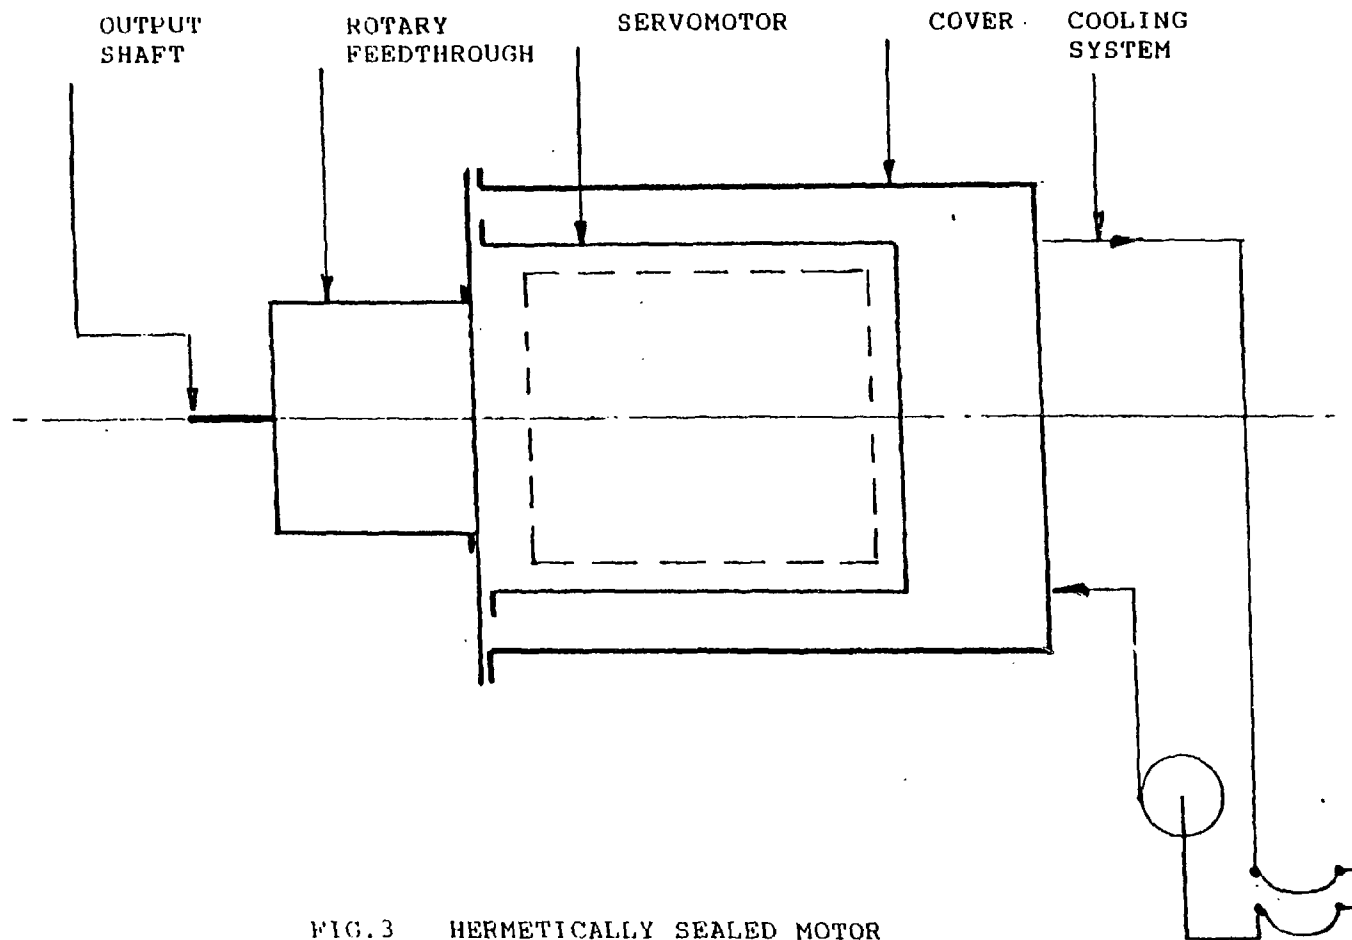 OUTPUT SHAFT
ROTARY FEEDTHROUGH
SERVOMOTOR
COVER
COOLING SYSTEM
FIG.3 HERMETICALLY SEALED MOTOR